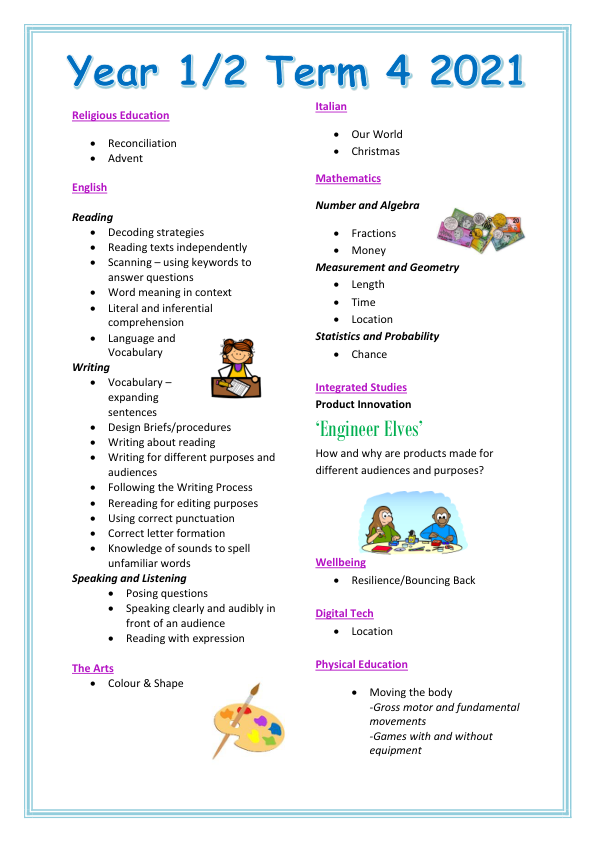 Year 1/2 Term 4 2021
Religious Education
• Reconciliation
• Advent
English
Reading
• Decoding strategies
• Reading texts independently
• Scanning – using keywords to
answer questions
• Word meaning in context
• Literal and inferential
comprehension
• Language and
Vocabulary
Writing
• Vocabulary –
expanding
sentences
• Design Briefs/procedures
• Writing about reading
• Writing for different purposes and
audiences
• Following the Writing Process
• Rereading for editing purposes
• Using correct punctuation
• Correct letter formation
• Knowledge of sounds to spell
unfamiliar words
Speaking and Listening
• Posing questions
• Speaking clearly and audibly in
front of an audience
• Reading with expression
The Arts
• Colour & Shape
Italian
• Our World
• Christmas
Mathematics
Number and Algebra
• Fractions
• Money
Measurement and Geometry
• Length
• Time
• Location
Statistics and Probability
• Chance
Integrated Studies
Product Innovation
‘Engineer Elves’
How and why are products made for
different audiences and purposes?
Wellbeing
• Resilience/Bouncing Back
Digital Tech
• Location
Physical Education
• Moving the body
-Gross motor and fundamental
movements
-Games with and without
equipment